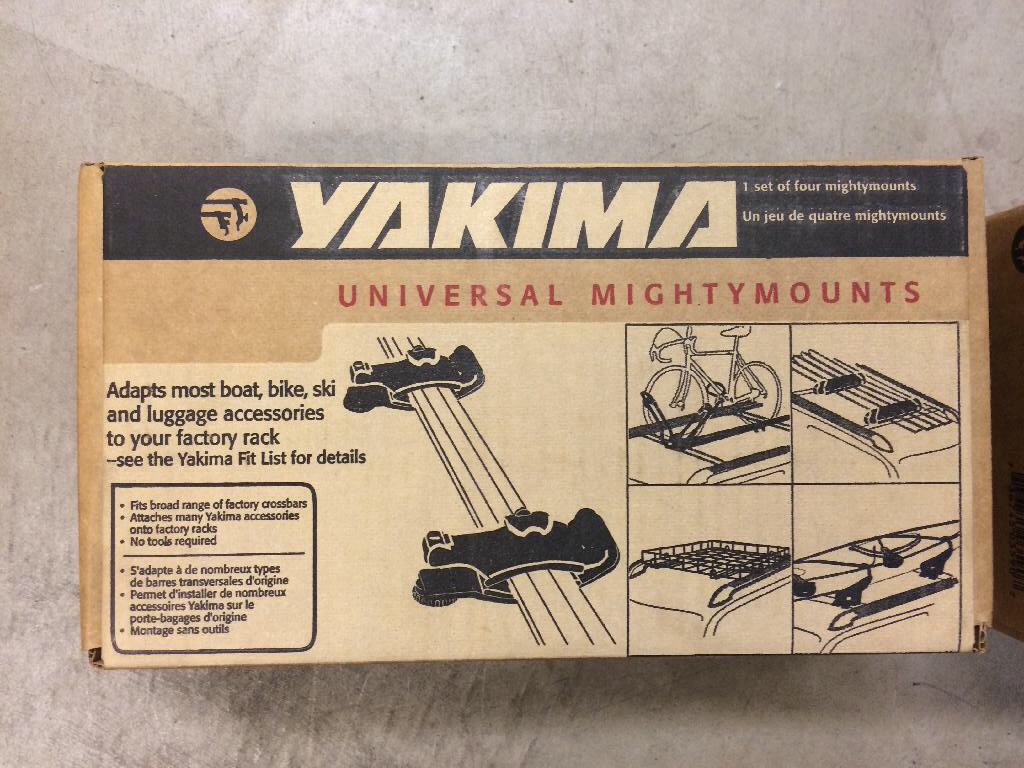 YAKIMA
1 set of four mightymounts
Un jeu de quatre mightymounts
UNIVERSAL MIGHTYMOUNTS
Adapts most boat, bike, ski
and luggage accessories
to your factory rack
–see the Yakima Fit List for details
• Fits broad range of factory crossbars
• Attaches many Yakima accessories
onto factory racks
• No tools required
• S'adapte à de nombreux types
de barres transversales d'origine
• Permet d'installer de nombreux
accessoires Yakima sur le
porte-bagages d'origine
• Montage sans outils